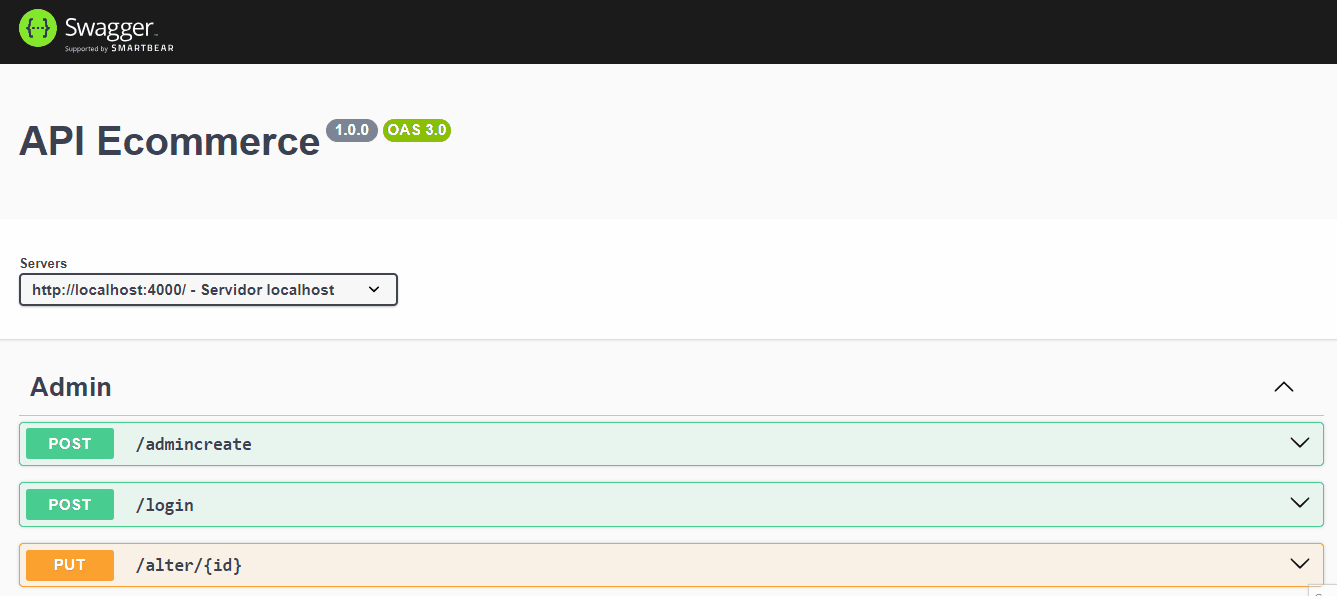 {···} Swagger
Supported by SMARTBEAR
API Ecommerce 1.0.0 OAS 3.0
Servers
http://localhost:4000/ - Servidor localhost
Admin
POST /admincreate
POST /login
PUT /alter/{id}